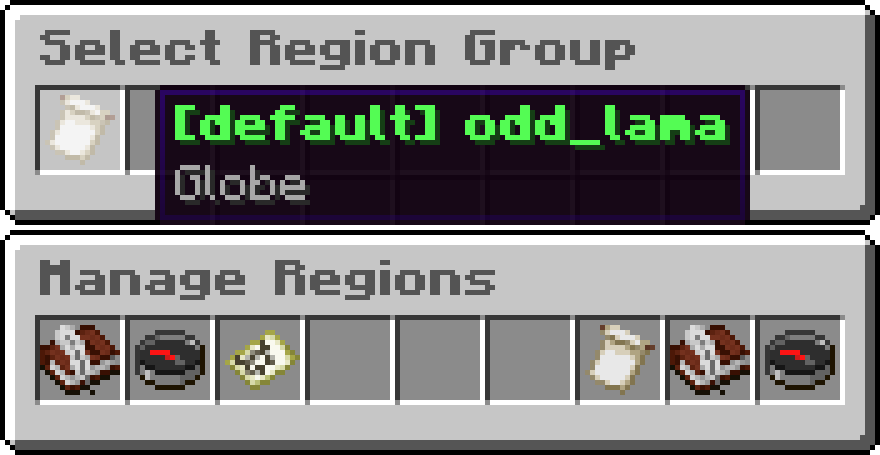 Select Region Group
[default] odd_lama
Globe
Manage Regions